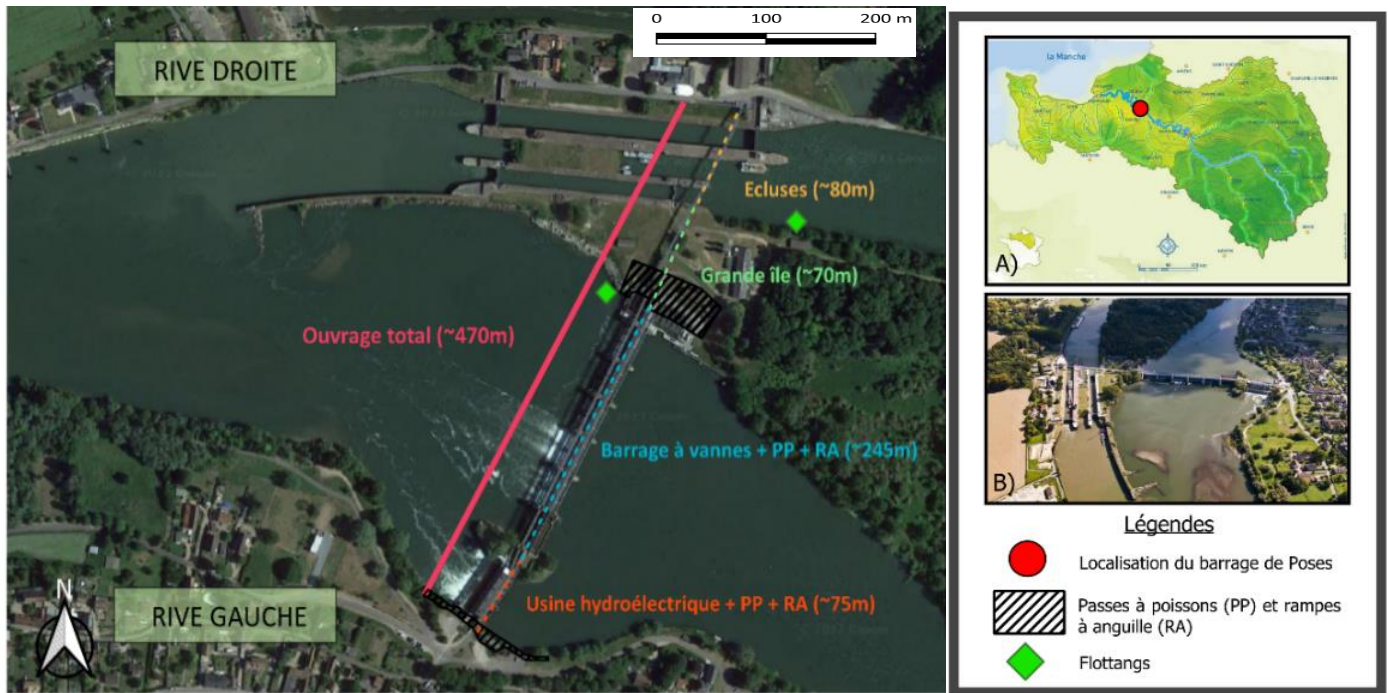 0 100 200 m
RIVE DROITE
Ecluses (~80m)
Grande île (~70m)
Ouvrage total (~470m)
Barrage à vannes + PP + RA (~245m)
Usine hydroélectrique + PP + RA (~75m)
N
RIVE GAUCHE
la Manche
A)
B)
Légendes
Localisation du barrage de Poses
Passes à poissons (PP) et rampes
à anguille (RA)
Flottangs